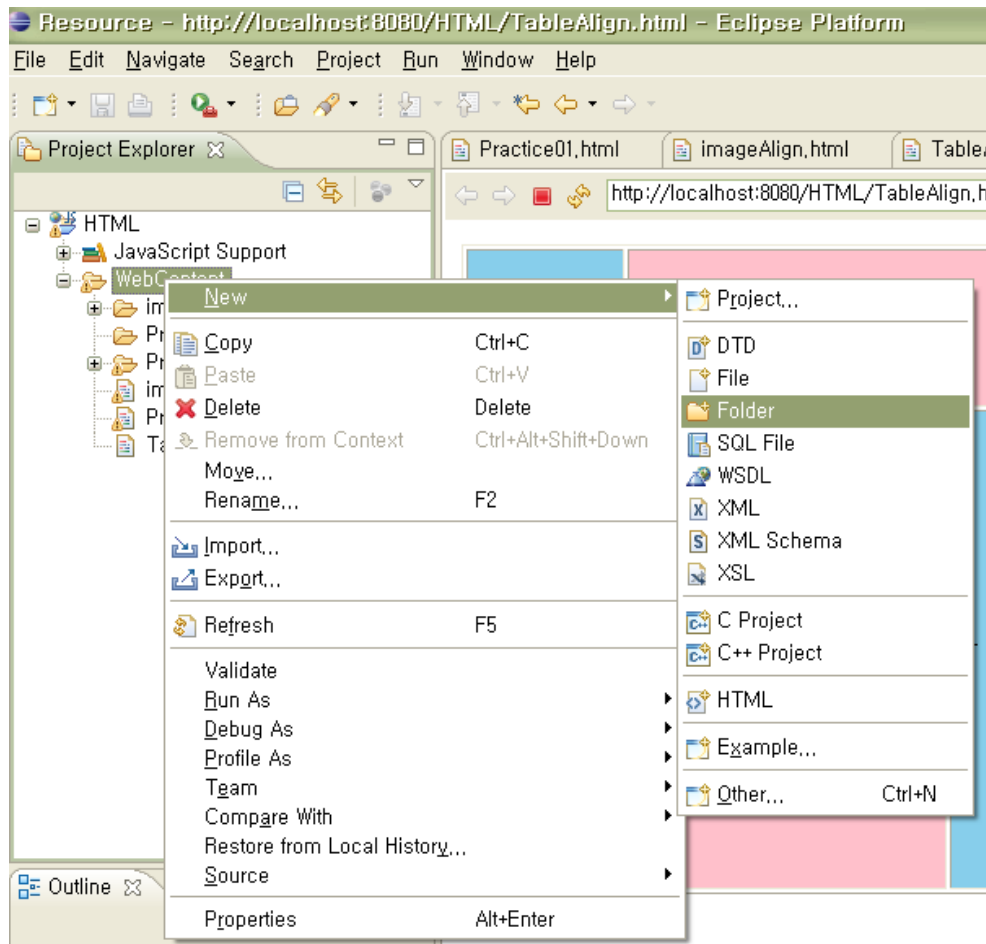 Resource - http://localhost:8080/HTML/TableAlign.html - Eclipse Platform
File Edit Navigate Search Project Run Window Help
Project Explorer
Practice01.html
imageAlign.html
http://localhost:8080/HTML/TableAlign.h
HTML
JavaScript Support
WebContent
New
Copy Ctrl+C
Paste Ctrl+V
Delete Delete
Remove from Context Ctrl+Alt+Shift+Down
Move...
Rename... F2
Import...
Export...
Refresh F5
Validate
Run As
Debug As
Profile As
Team
Compare With
Restore from Local History...
Source
Properties Alt+Enter
Project...
DTD
File
Folder
SQL File
WSDL
XML
XML Schema
XSL
C Project
C++ Project
HTML
Example...
Other... Ctrl+N
Outline